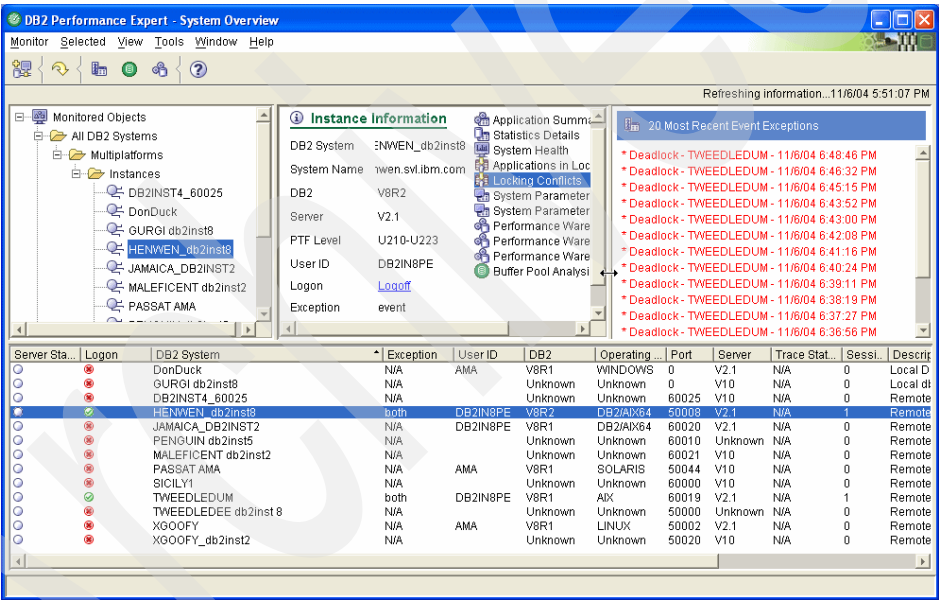 DB2 Performance Expert - System Overview
Monitor Selected View Tools Window Help
Refreshing information...11/6/04 5:51:07 PM
Monitored Objects
All DB2 Systems
Multiplatforms
Instances
DB2INST4_60025
DonDuck
GURGI db2inst8
HENWEN_db2inst8
JAMAICA_DB2INST2
MALEFICENT db2inst2
PASSAT AMA
Instance Information
DB2 System ENWEN_db2inst8
System Name nwen.svl.ibm.com
DB2 V8R2
Server V2.1
PTF Level U210-U223
User ID DB2IN8PE
Logon Logoff
Exception event
Application Summa
Statistics Details
System Health
Applications in Loc
Locking Conflicts
System Parameter
System Parameter
Performance Ware
Performance Ware
Performance Ware
Buffer Pool Analysi
20 Most Recent Event Exceptions
* Deadlock - TWEEDLEDUM - 11/6/04 6:48:46 PM
* Deadlock - TWEEDLEDUM - 11/6/04 6:46:32 PM
* Deadlock - TWEEDLEDUM - 11/6/04 6:45:15 PM
* Deadlock - TWEEDLEDUM - 11/6/04 6:43:52 PM
* Deadlock - TWEEDLEDUM - 11/6/04 6:43:00 PM
* Deadlock - TWEEDLEDUM - 11/6/04 6:42:08 PM
* Deadlock - TWEEDLEDUM - 11/6/04 6:41:16 PM
* Deadlock - TWEEDLEDUM - 11/6/04 6:40:24 PM
* Deadlock - TWEEDLEDUM - 11/6/04 6:39:11 PM
* Deadlock - TWEEDLEDUM - 11/6/04 6:38:19 PM
* Deadlock - TWEEDLEDUM - 11/6/04 6:37:27 PM
* Deadlock - TWEEDLEDUM - 11/6/04 6:36:56 PM
Server Sta... Logon DB2 System Exception User ID DB2 Operating ... Port Server Trace Stat... Sessi... Descrip
DonDuck N/A AMA V8R1 WINDOWS 0 V2.1 N/A 0 Local D
GURGI db2inst8 N/A Unknown Unknown 0 V10 N/A 0 Local db
DB2INST4_60025 N/A Unknown Unknown 60025 V10 N/A 0 Remote
HENWEN_db2inst8 both DB2IN8PE V8R2 DB2/AIX64 50008 V2.1 N/A 1 Remote
JAMAICA_DB2INST2 N/A DB2IN8PE V8R1 DB2/AIX64 60020 V2.1 N/A 0 Remote
PENGUIN db2inst5 N/A Unknown Unknown 60010 Unknown N/A 0 Remote
MALEFICENT db2inst2 N/A Unknown Unknown 60021 V10 N/A 0 Remote
PASSAT AMA N/A AMA V8R1 SOLARIS 50044 V10 N/A 0 Remote
SICILY1 N/A Unknown Unknown 60000 V10 N/A 0 Remote
TWEEDLEDUM both DB2IN8PE V8R1 AIX 60019 V2.1 N/A 1 Remote
TWEEDLEDEE db2inst 8 N/A Unknown Unknown 50000 Unknown N/A 0 Remote
XGOOFY N/A AMA V8R1 LINUX 50002 V2.1 N/A 0 Remote
XGOOFY_db2inst2 N/A Unknown Unknown 50020 V10 N/A 0 Remote